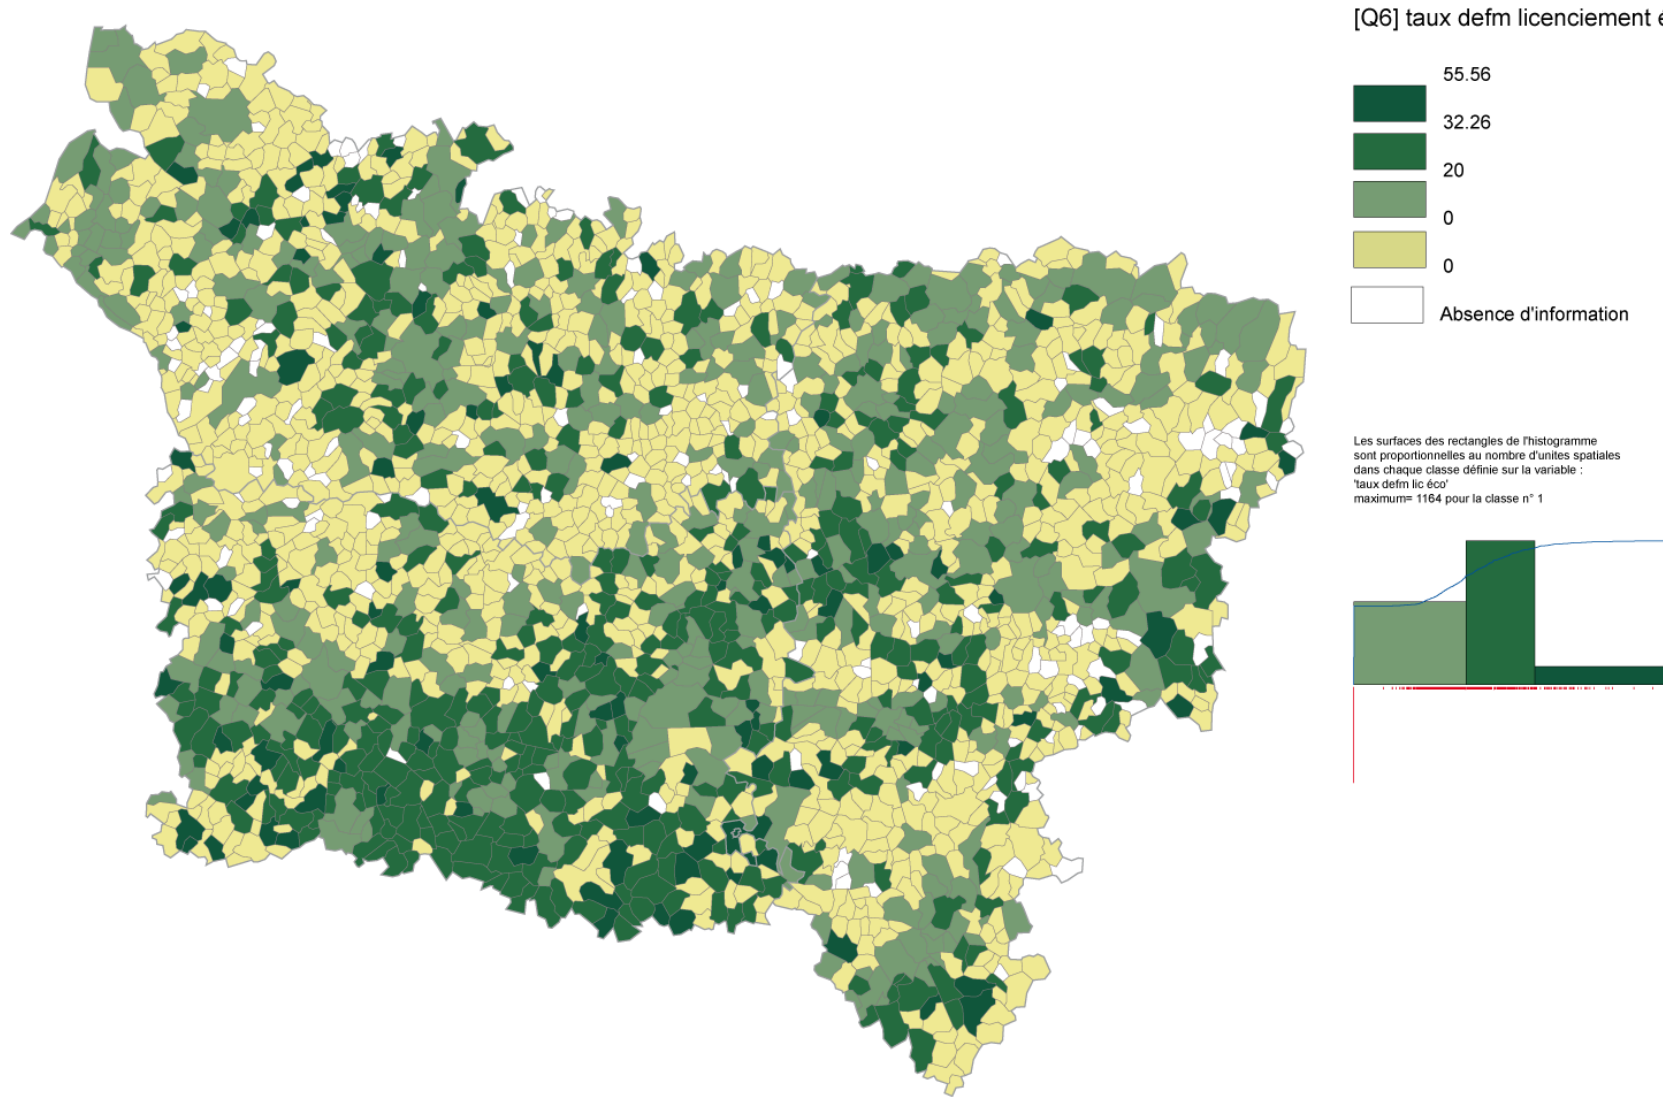 [Q6] taux defm licenciement é
55.56
32.26
20
0
0
Absence d'information
Les surfaces des rectangles de l'histogramme
sont proportionnelles au nombre d'unites spatiales
dans chaque classe définie sur la variable :
'taux defm lic éco'
maximum= 1164 pour la classe n° 1